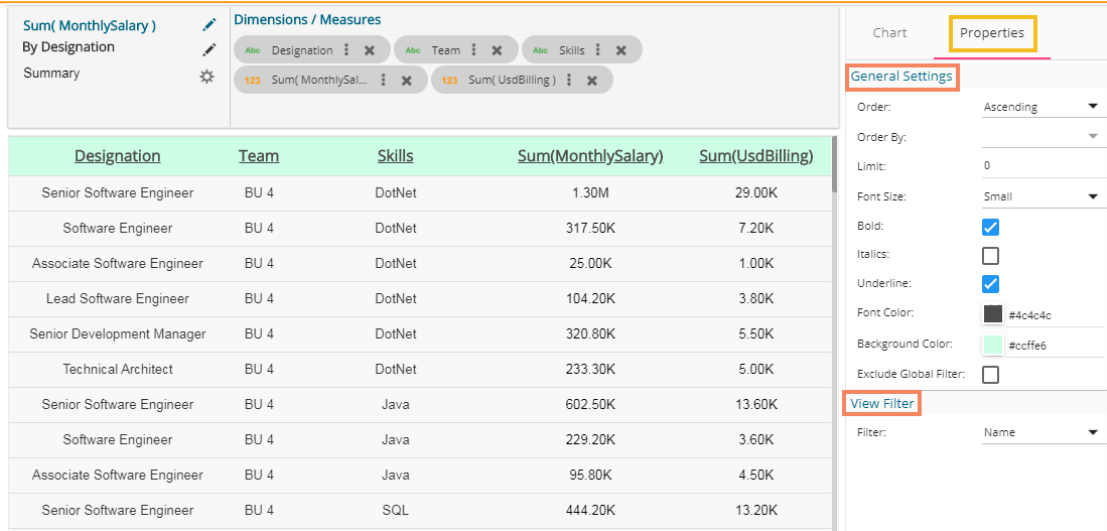 Sum( MonthlySalary )
By Designation
Summary
Dimensions / Measures
Abc Designation Abc Team Abc Skills
123 Sum( MonthlySal... 123 Sum( UsdBilling )
Designation Team Skills Sum(MonthlySalary) Sum(UsdBilling)
Senior Software Engineer BU 4 DotNet 1.30M 29.00K
Software Engineer BU 4 DotNet 317.50K 7.20K
Associate Software Engineer BU 4 DotNet 25.00K 1.00K
Lead Software Engineer BU 4 DotNet 104.20K 3.80K
Senior Development Manager BU 4 DotNet 320.80K 5.50K
Technical Architect BU 4 DotNet 233.30K 5.00K
Senior Software Engineer BU 4 Java 602.50K 13.60K
Software Engineer BU 4 Java 229.20K 3.60K
Associate Software Engineer BU 4 Java 95.80K 4.50K
Senior Software Engineer BU 4 SQL 444.20K 13.20K
Chart Properties
General Settings
Order: Ascending
Order By:
Limit: 0
Font Size: Small
Bold:
Italics:
Underline:
Font Color: #4c4c4c
Background Color: #ccffe6
Exclude Global Filter:
View Filter
Filter: Name